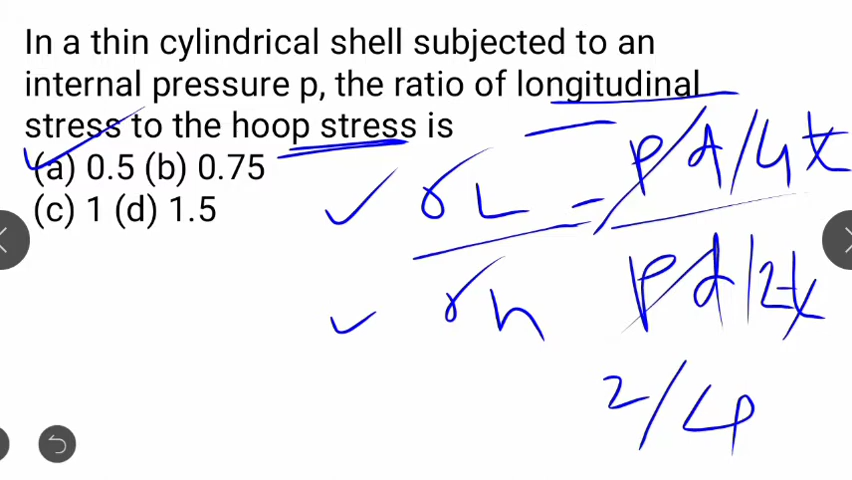 In a thin cylindrical shell subjected to an
internal pressure p, the ratio of longitudinal
stress to the hoop stress is
(a) 0.5 (b) 0.75
(c) 1 (d) 1.5
σL = pd/4t
σh pd/2t
2/4